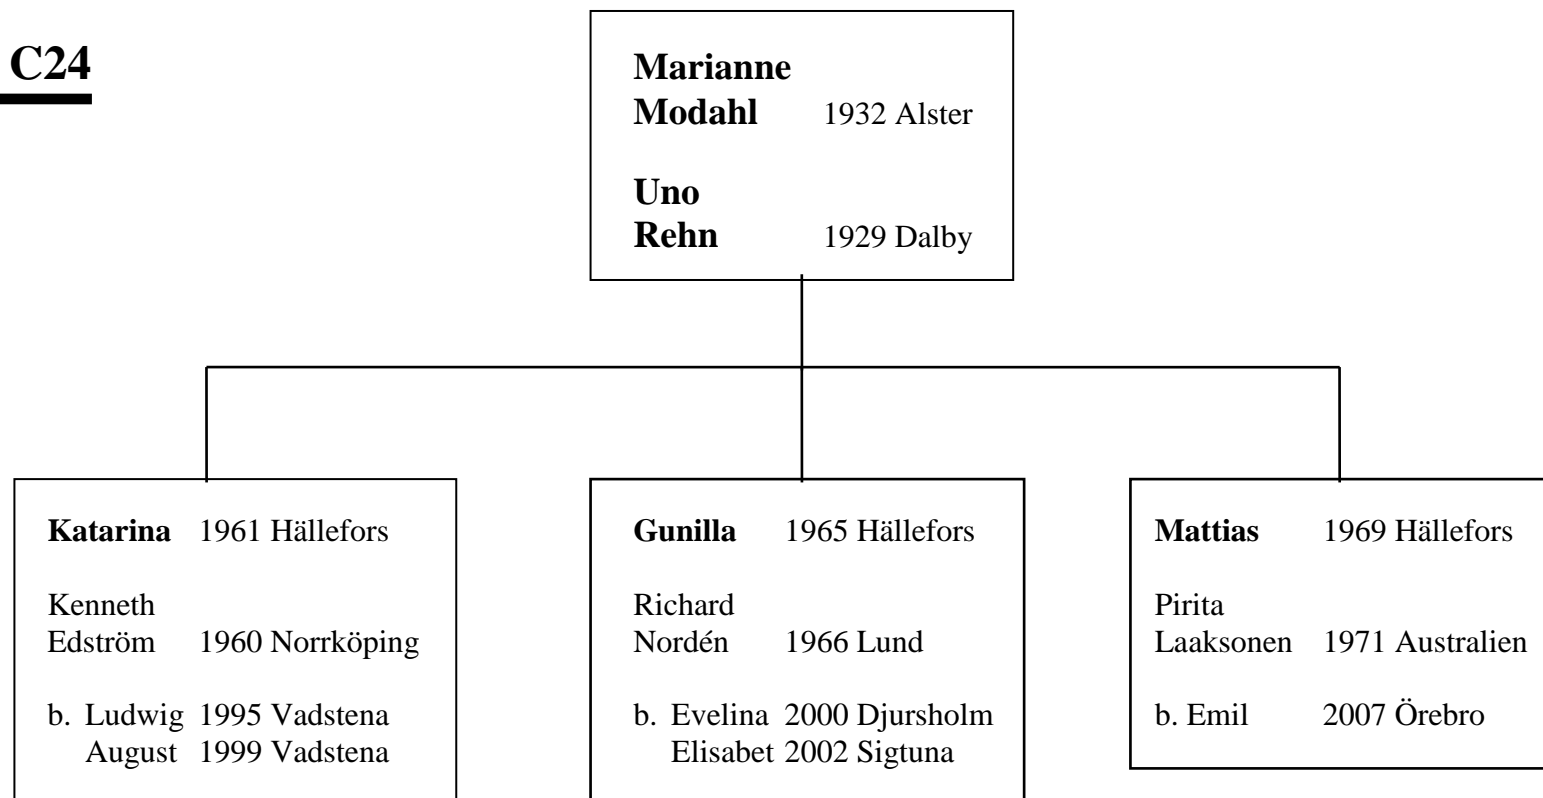 C24
Marianne
Modahl 1932 Alster
Uno
Rehn 1929 Dalby
Katarina 1961 Hällefors
Kenneth
Edström 1960 Norrköping
b. Ludwig 1995 Vadstena
August 1999 Vadstena
Gunilla 1965 Hällefors
Richard
Nordén 1966 Lund
b. Evelina 2000 Djursholm
Elisabet 2002 Sigtuna
Mattias 1969 Hällefors
Pirita
Laaksonen 1971 Australien
b. Emil 2007 Örebro